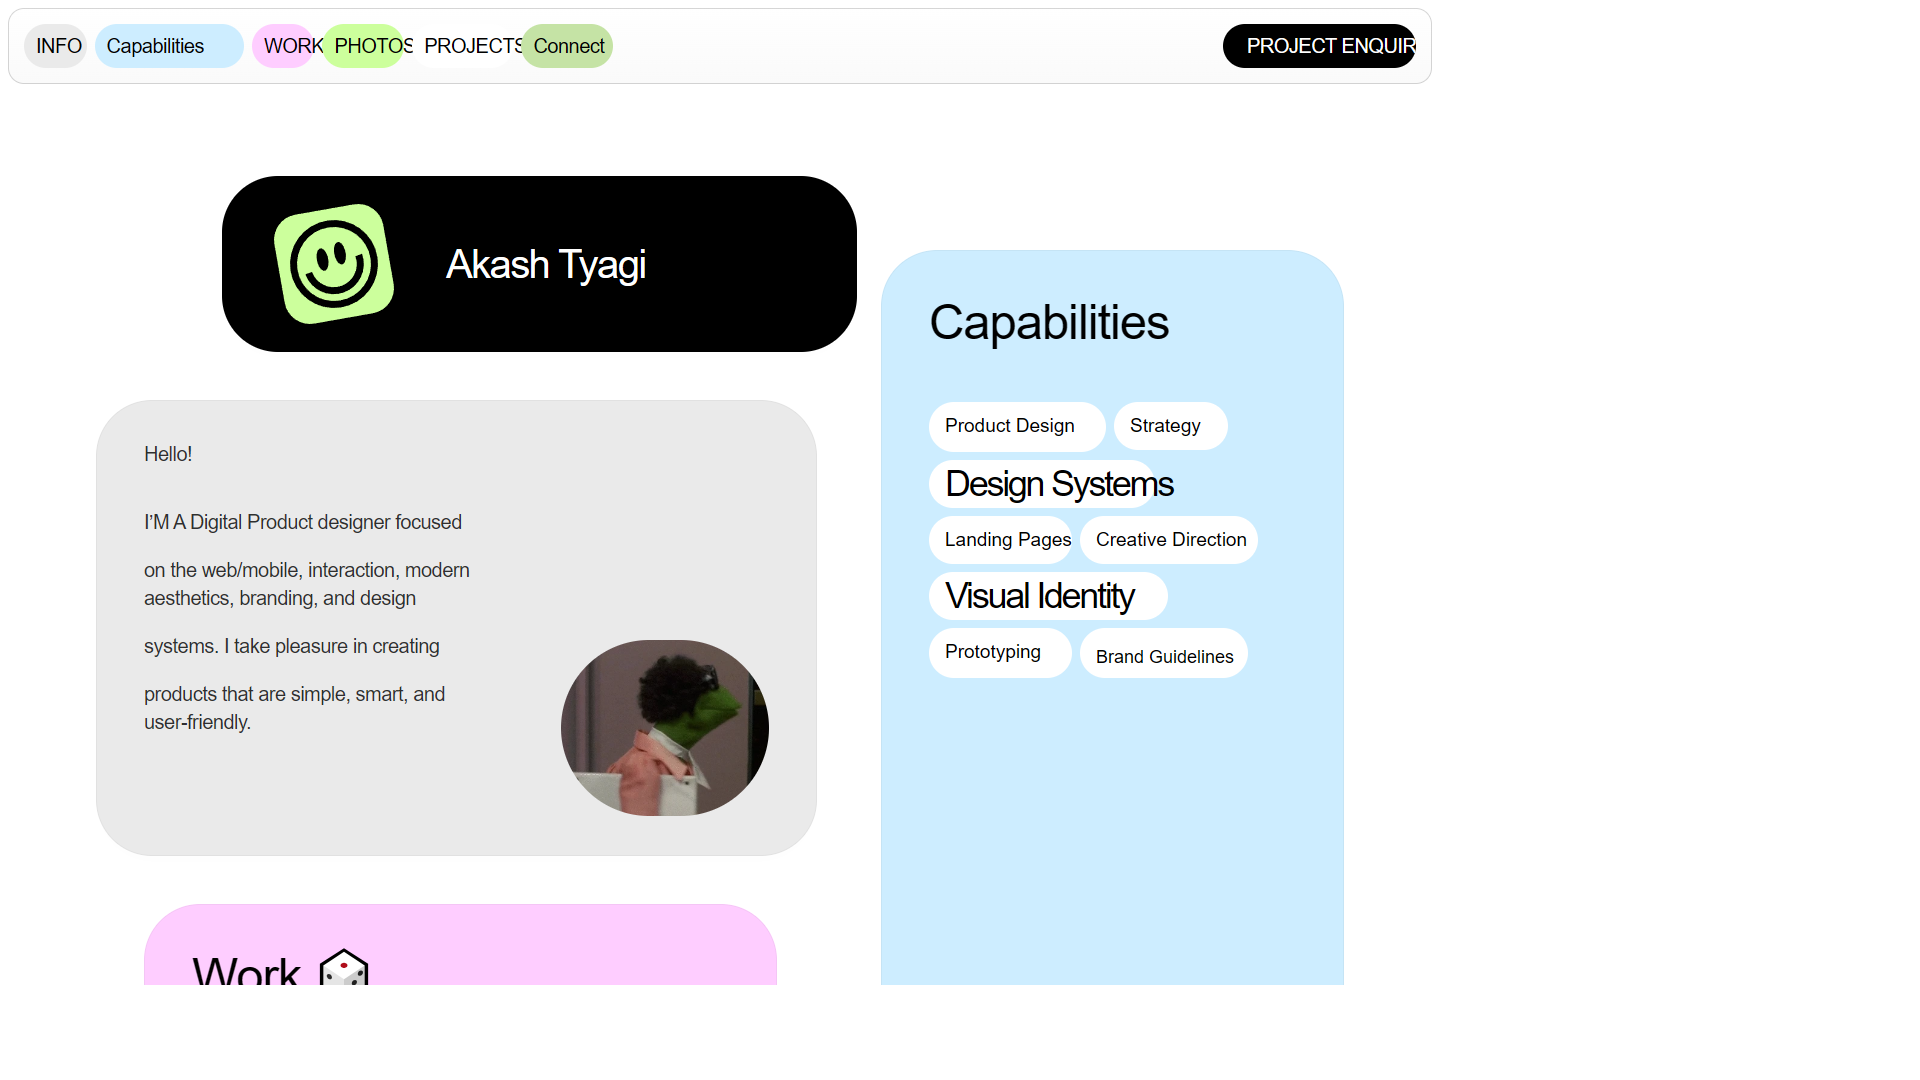 INFO
Capabilities
WORK
PHOTOS
PROJECTS
Connect
PROJECT ENQUIR
Akash Tyagi
Hello!
I’M A Digital Product designer focused
on the web/mobile, interaction, modern
aesthetics, branding, and design
systems. I take pleasure in creating
products that are simple, smart, and
user-friendly.
Capabilities
Product Design
Strategy
Design Systems
Landing Pages
Creative Direction
Visual Identity
Prototyping
Brand Guidelines
Work